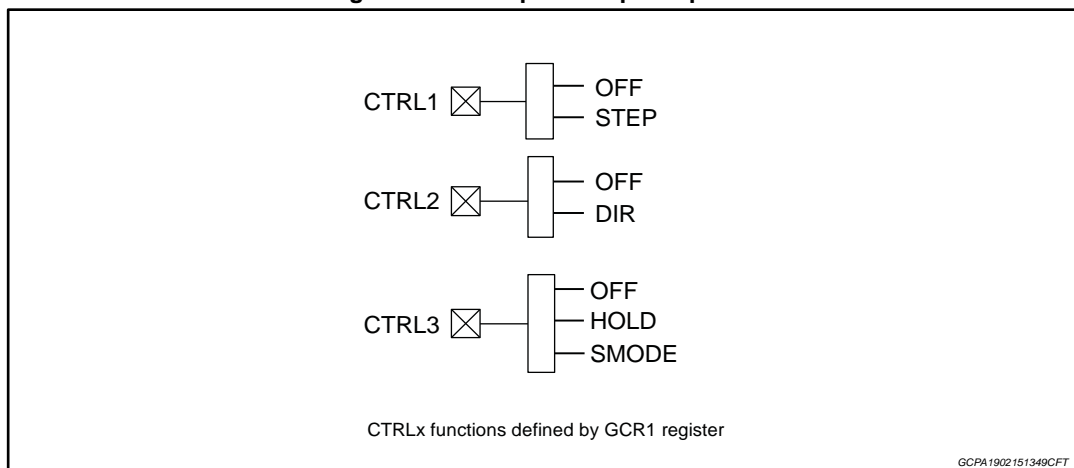 CTRL1
OFF
STEP
CTRL2
OFF
DIR
CTRL3
OFF
HOLD
SMODE
CTRLx functions defined by GCR1 register
GCPA1902151349CFT